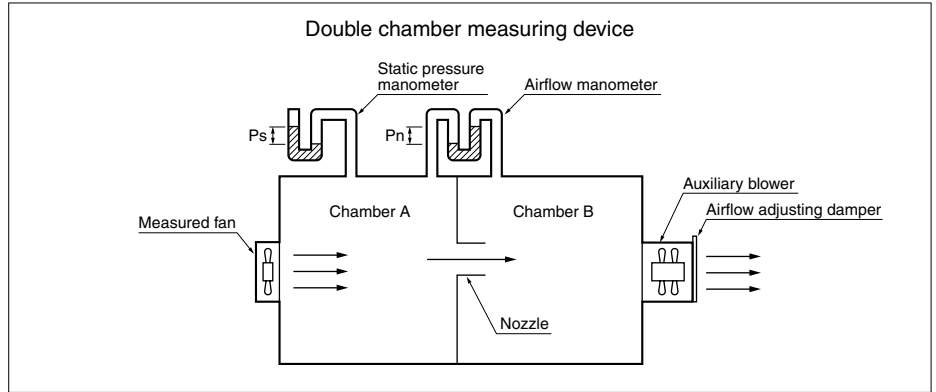 Double chamber measuring device
Static pressure
manometer
Airflow manometer
Ps
Pn
Auxiliary blower
Airflow adjusting damper
Chamber A
Chamber B
Measured fan
Nozzle